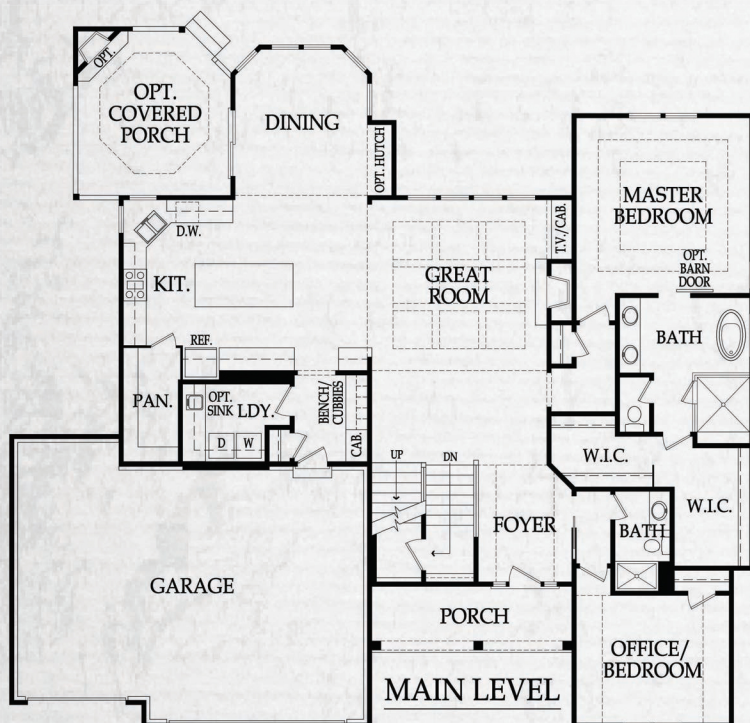 OPT.
OPT.
COVERED
PORCH
DINING
OPT. HUTCH
MASTER
BEDROOM
T.V./CAB.
D.W.
OPT.
BARN
DOOR
KIT.
GREAT
ROOM
BATH
REF.
PAN.
OPT.
SINK
LDY.
BENCH/
CUBBIES
CAB.
D
W
UP
DN
W.I.C.
W.I.C.
FOYER
BATH
GARAGE
PORCH
OFFICE/
BEDROOM
MAIN LEVEL